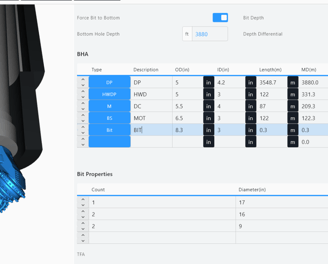 Force Bit to Bottom Bit Depth
Bottom Hole Depth ft 3880 Depth Differential
BHA
Type Description OD(in) ID(in) Length(m) MD(m)
DP DP 5 in 4.2 in 3548.7 m 3880.0
HWDP HWD 5 in 3 in 122 m 331.3
M DC 5.5 in 4 in 87 m 209.3
BS MOT 6.5 in 3 in 122 m 122.3
Bit BIT 8.3 in 3 in 0.3 m 0.3
in in m 0.0
Bit Properties
Count Diameter(in)
1 17
2 16
2 9
TFA